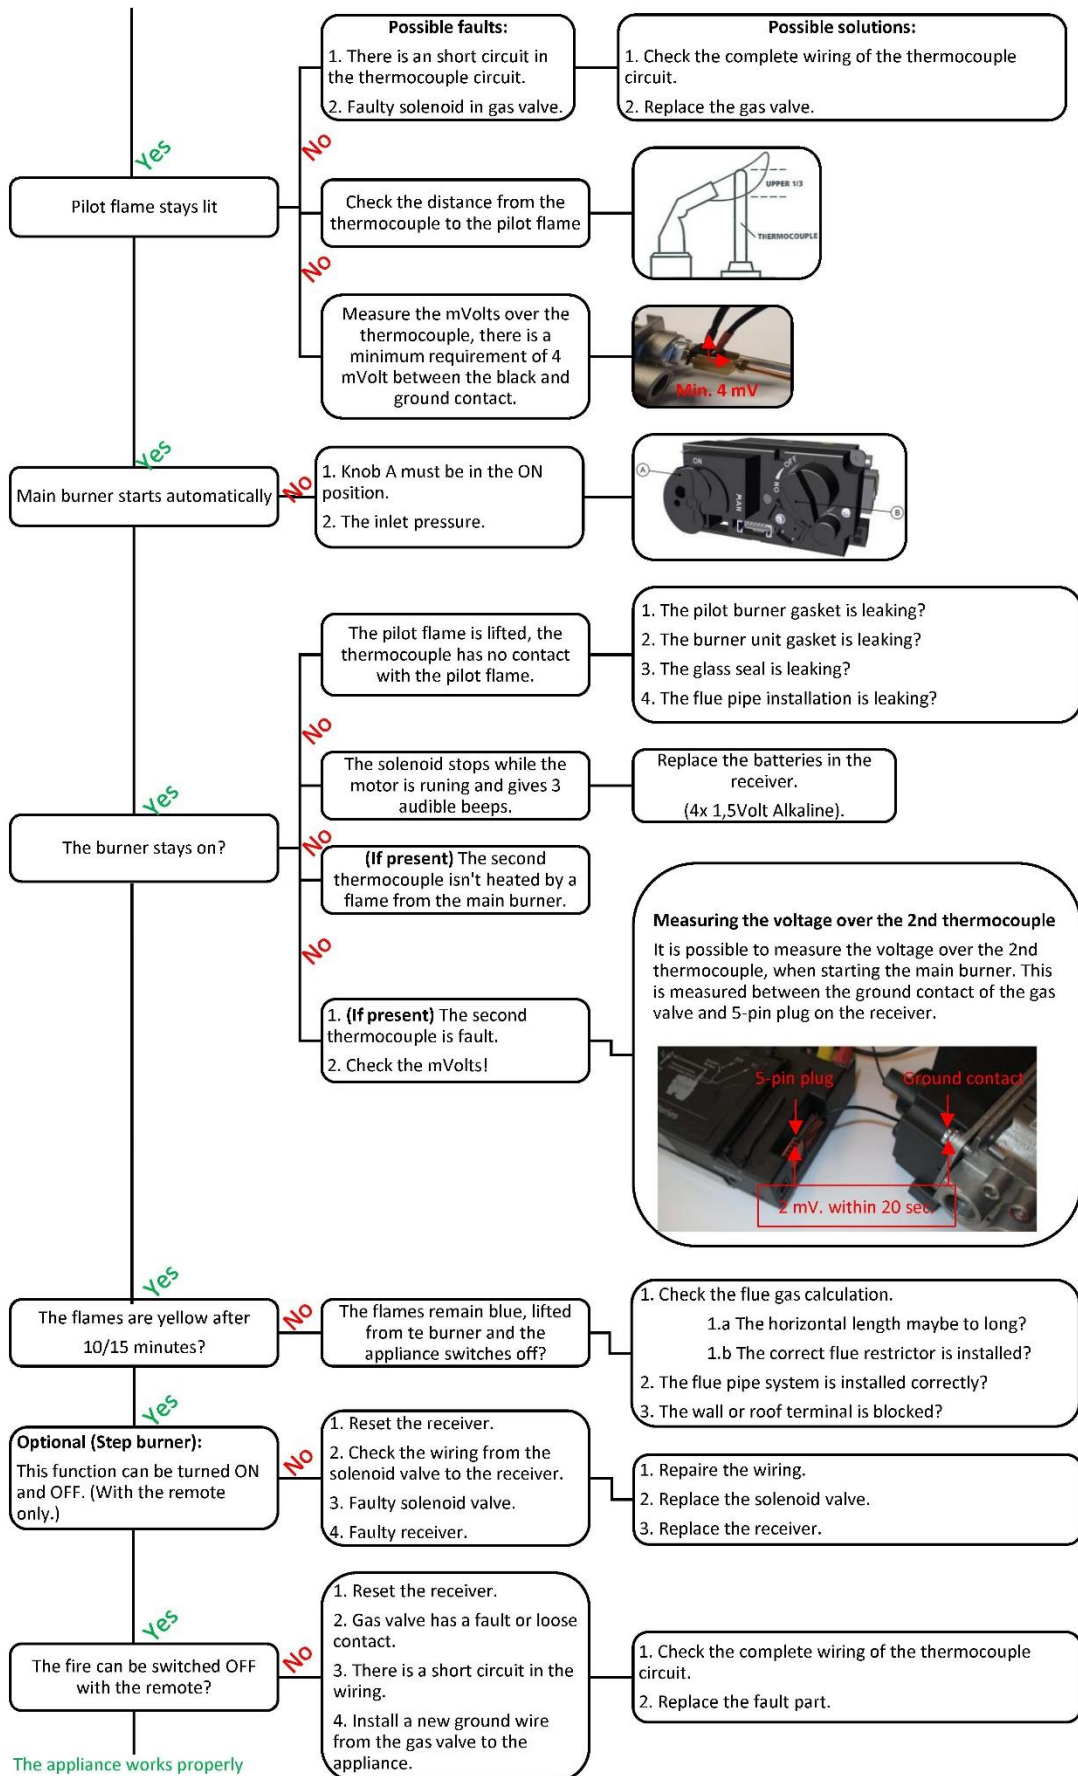 Possible faults:
1. There is an short circuit in
the thermocouple circuit.
2. Faulty solenoid in gas valve.
Possible solutions:
1. Check the complete wiring of the thermocouple
circuit.
2. Replace the gas valve.
Yes
No
Pilot flame stays lit
Check the distance from the
thermocouple to the pilot flame
UPPER 1/3
THERMOCOUPLE
No
Measure the mVolts over the
thermocouple, there is a
minimum requirement of 4
mVolt between the black and
ground contact.
Min. 4 mV
Yes
Main burner starts automatically
No
1. Knob A must be in the ON
position.
2. The inlet pressure.
A
ON
MAN
OFF
ON
B
The pilot flame is lifted, the
thermocouple has no contact
with the pilot flame.
1. The pilot burner gasket is leaking?
2. The burner unit gasket is leaking?
3. The glass seal is leaking?
4. The flue pipe installation is leaking?
No
The solenoid stops while the
motor is runing and gives 3
audible beeps.
Replace the batteries in the
receiver.
(4x 1,5Volt Alkaline).
Yes
The burner stays on?
No
(If present) The second
thermocouple isn't heated by a
flame from the main burner.
No
1. (If present) The second
thermocouple is fault.
2. Check the mVolts!
Measuring the voltage over the 2nd thermocouple
It is possible to measure the voltage over the 2nd
thermocouple, when starting the main burner. This
is measured between the ground contact of the gas
valve and 5-pin plug on the receiver.
5-pin plug
Ground contact
2 mV. within 20 sec.
Yes
The flames are yellow after
10/15 minutes?
No
The flames remain blue, lifted
from te burner and the
appliance switches off?
1. Check the flue gas calculation.
1.a The horizontal length maybe to long?
1.b The correct flue restrictor is installed?
2. The flue pipe system is installed correctly?
3. The wall or roof terminal is blocked?
Yes
Optional (Step burner):
This function can be turned ON
and OFF. (With the remote
only.)
No
1. Reset the receiver.
2. Check the wiring from the
solenoid valve to the receiver.
3. Faulty solenoid valve.
4. Faulty receiver.
1. Repaire the wiring.
2. Replace the solenoid valve.
3. Replace the receiver.
Yes
The fire can be switched OFF
with the remote?
No
1. Reset the receiver.
2. Gas valve has a fault or loose
contact.
3. There is a short circuit in the
wiring.
4. Install a new ground wire
from the gas valve to the
appliance.
1. Check the complete wiring of the thermocouple
circuit.
2. Replace the fault part.
The appliance works properly